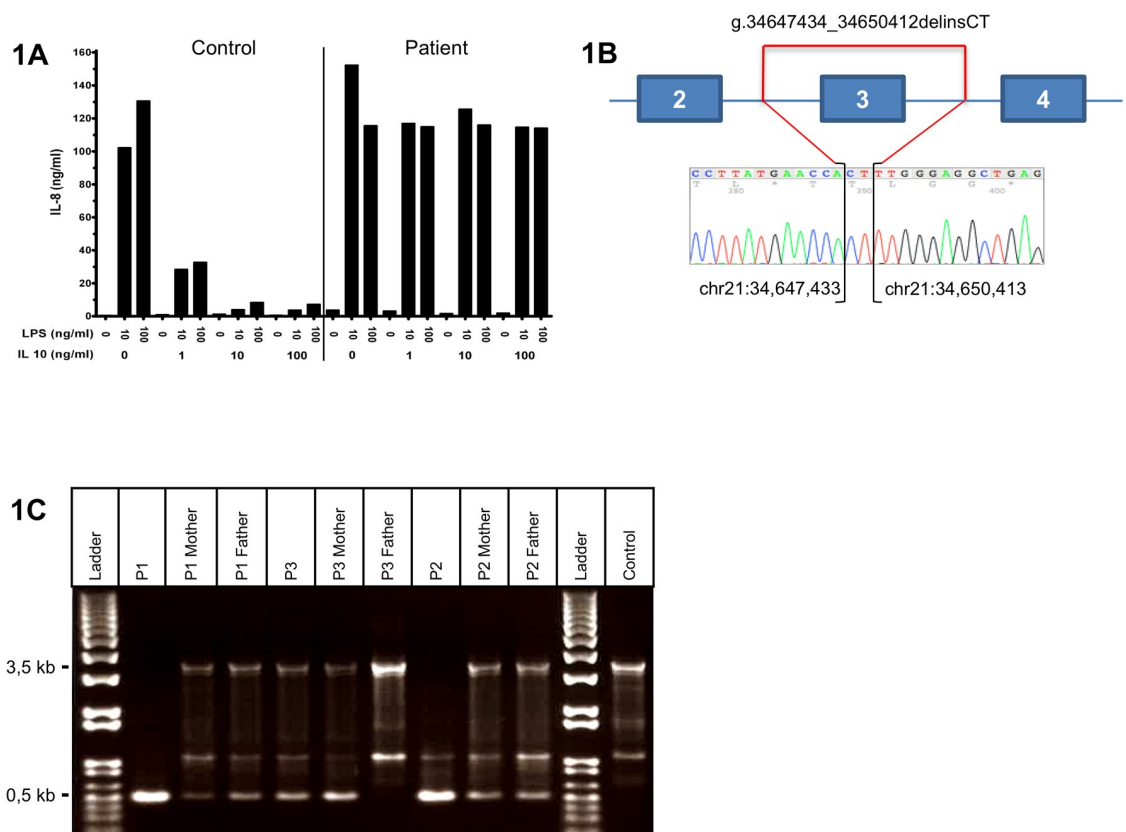 1A
Control
Patient
160
140
120
100
80
60
40
20
0
IL-8 (ng/ml)
LPS (ng/ml) 0 10 100 0 10 100 0 10 100 0 10 100 0 10 100 0 10 100 0 10 100 0 10 100
IL 10 (ng/ml) 0 1 10 100 0 1 10 100
1B
g.34647434_34650412delinsCT
2 3 4
C C T T A T G A A C C A C T T T G G G A G G C T G A G
T L * T T L G G *
380 390 400
chr21:34,647,433 chr21:34,650,413
1C
Ladder
P1
P1 Mother
P1 Father
P3
P3 Mother
P3 Father
P2
P2 Mother
P2 Father
Ladder
Control
3,5 kb
0,5 kb